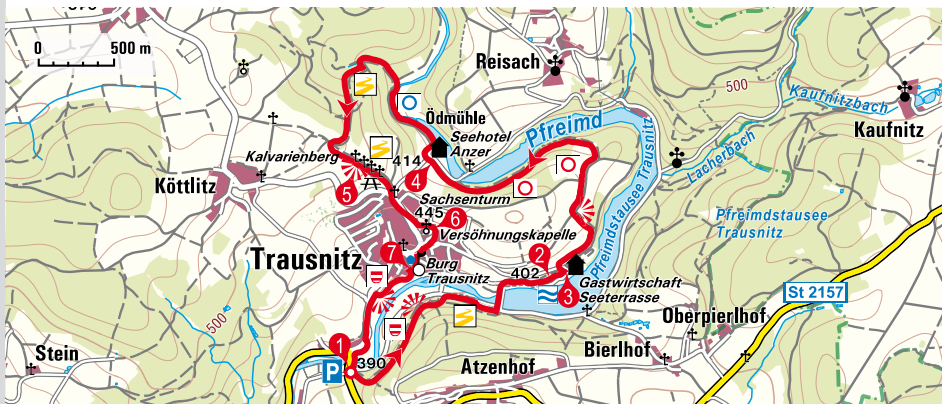 0 500 m
Reisach
500
Kaufnitzbach
Kaufnitz
Ödmühle
Seehotel
Anzer
Pfreimd
Pfreimdstausee Trausnitz
Lacherbach
Kalvarienberg
414
Köttlitz
5
4
Sachsenturm
445
6
Versöhnungskapelle
Pfreimdstausee
Trausnitz
Trausnitz
7
Burg
Trausnitz
2
402
3
Gastwirtschaft
Seeterrasse
St 2157
500
Oberpierlhof
Bierlhof
1
Stein
P
390
Atzenhof